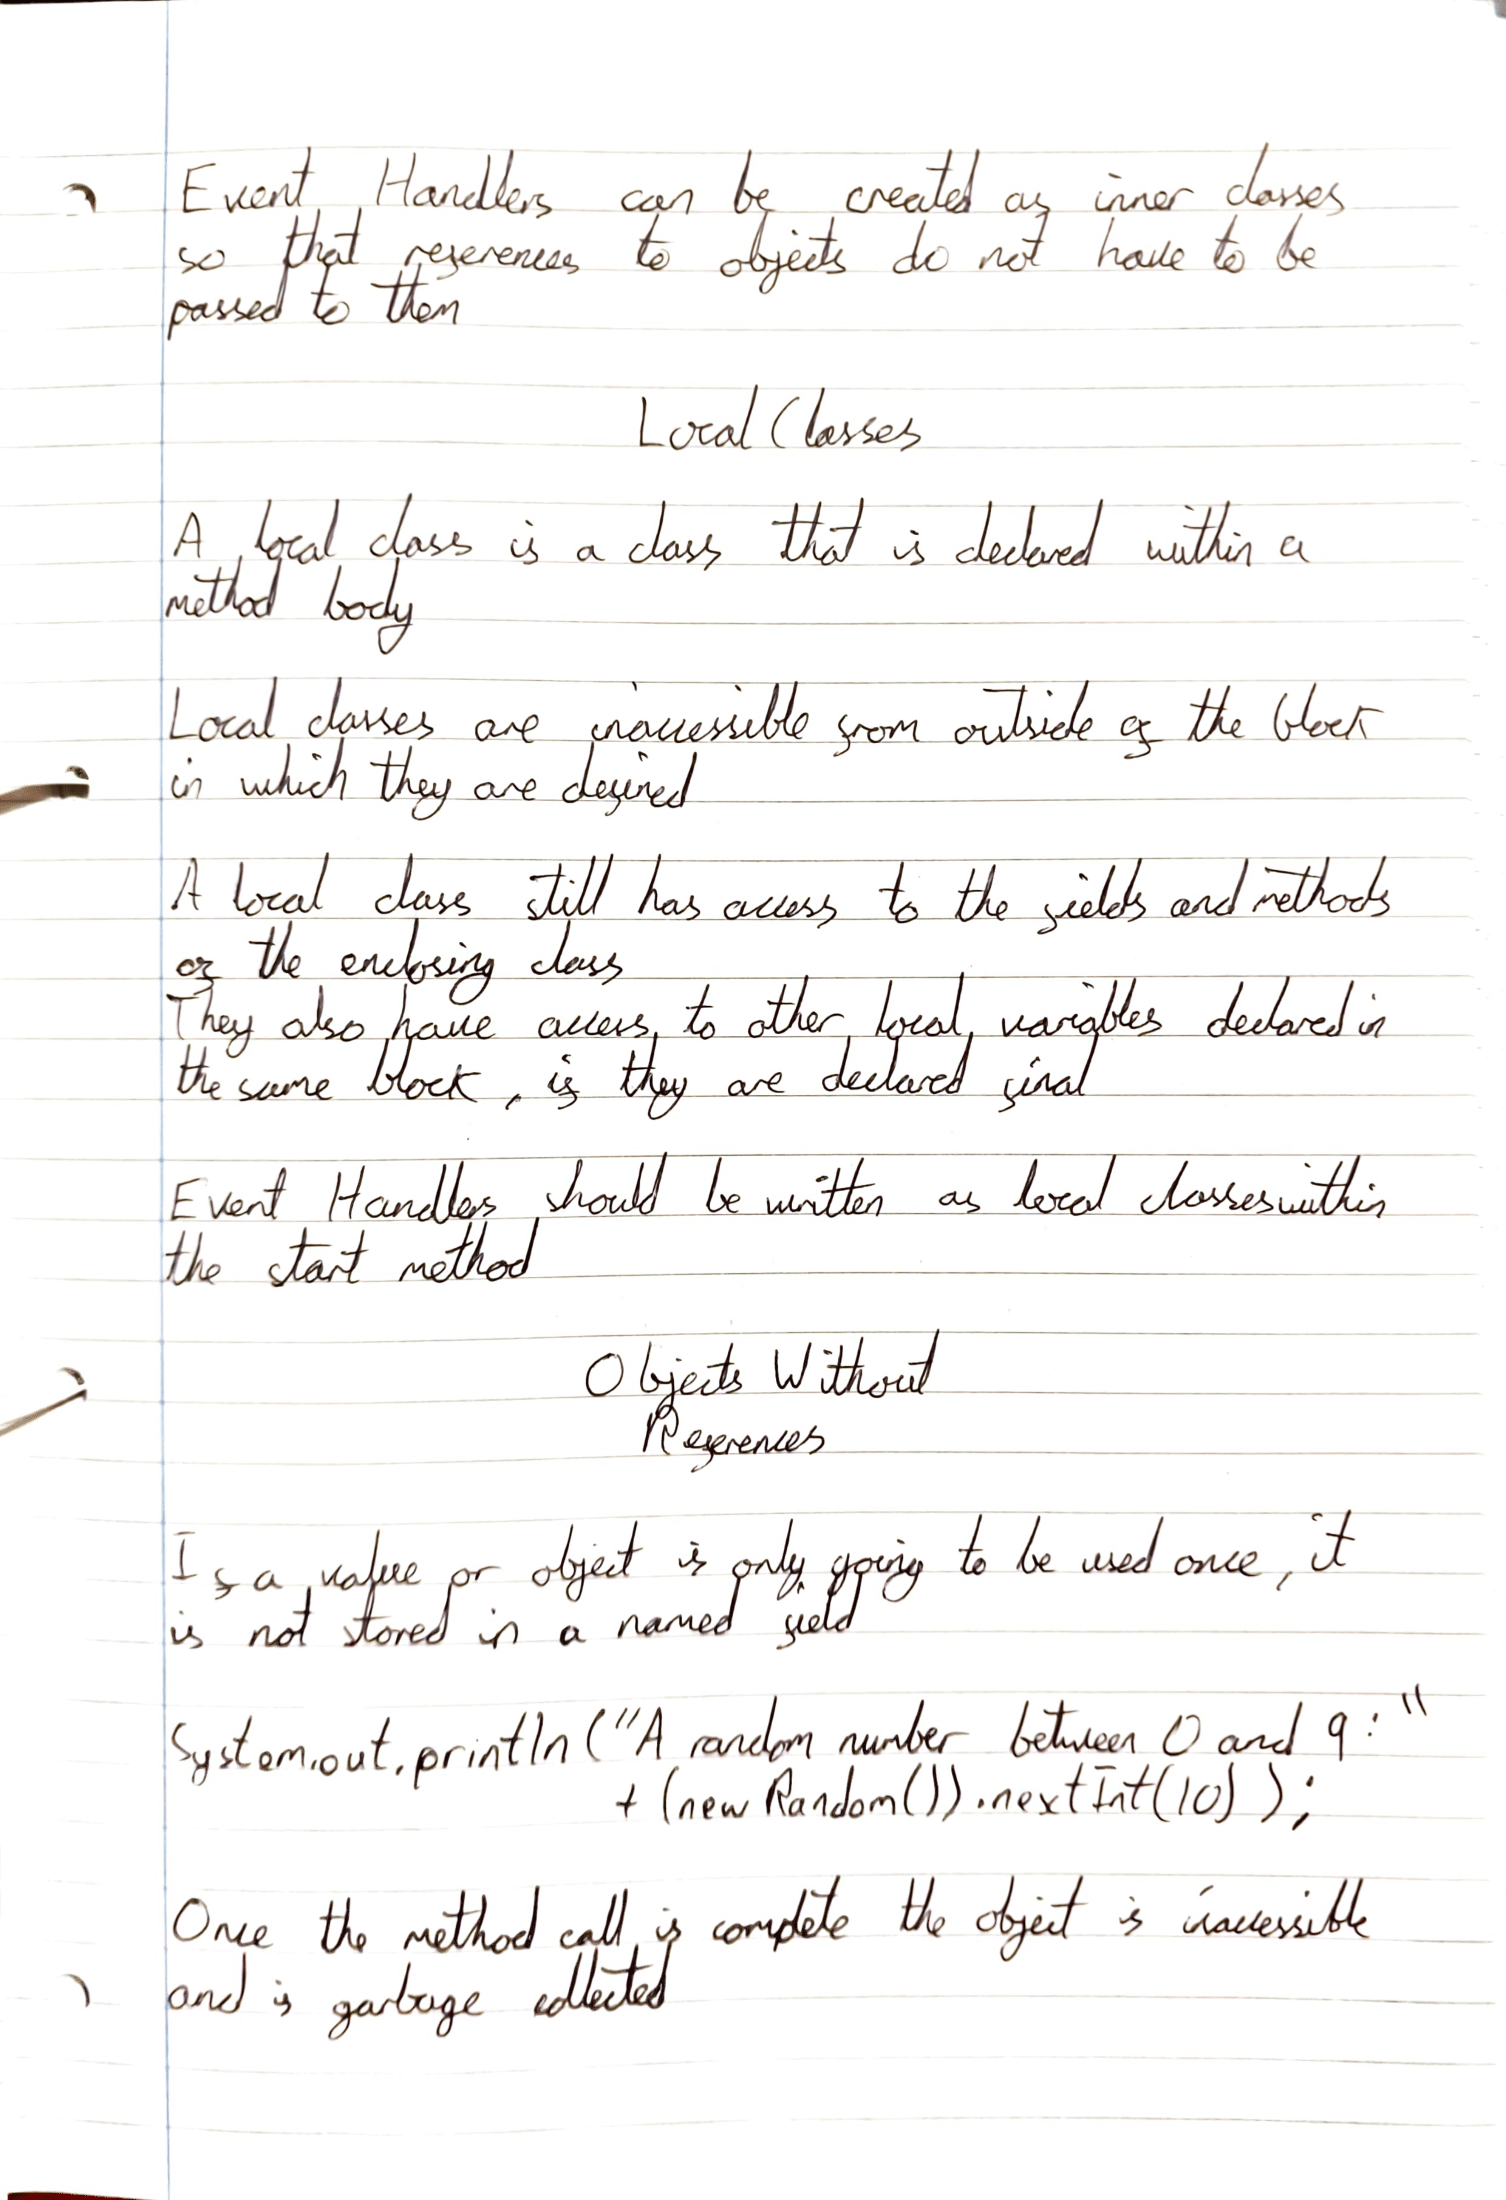 Event Handlers can be created as inner classes
so that references to objects do not have to be
passed to them
Local Classes
A local class is a class that is declared within a
method body
Local classes are inaccessible from outside of the block
in which they are defined
A local class still has access to the fields and methods
of the enclosing class
They also have access to other local variables declared in
the same block, if they are declared final
Event Handlers should be written as local classes within
the start method
Objects Without
References
If a value or object is only going to be used once, it
is not stored in a named field
System.out.println("A random number between 0 and 9:"
+ (new Random()).nextInt(10));
Once the method call is complete the object is inaccessible
and is garbage collected